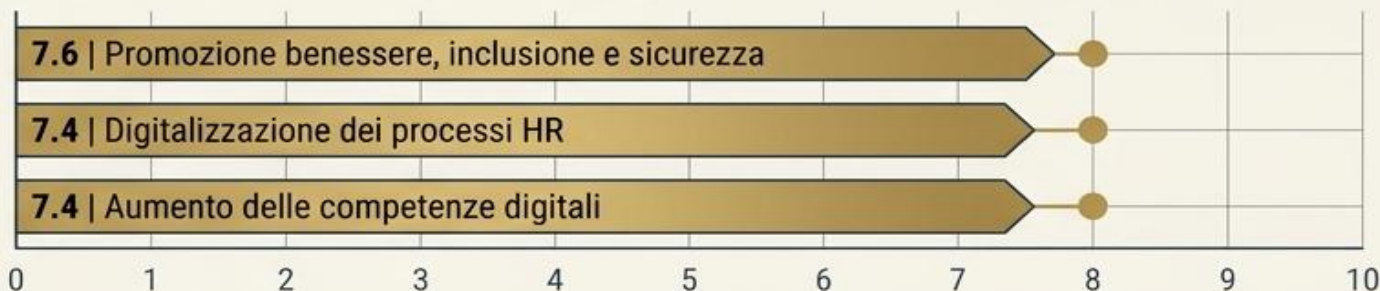 7.6 | Promozione benessere, inclusione e sicurezza
7.4 | Digitalizzazione dei processi HR
7.4 | Aumento delle competenze digitali
0 1 2 3 4 5 6 7 8 9 10